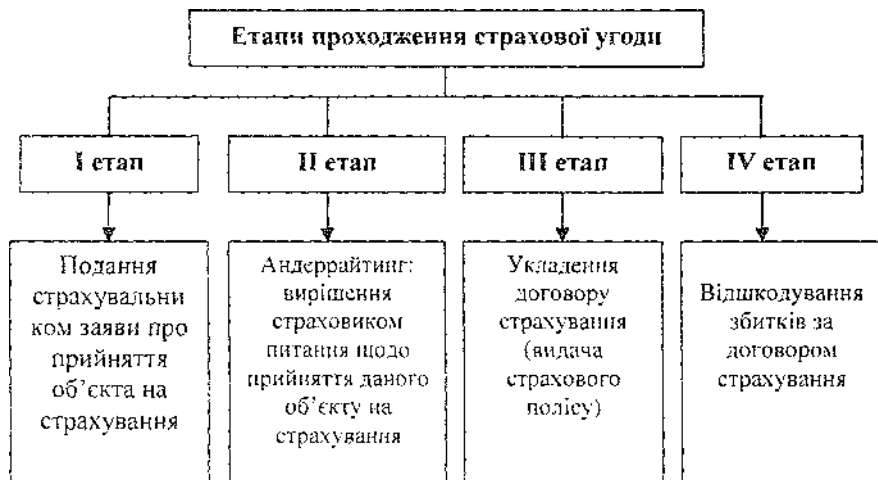 Етапи проходження страхової угоди
І етап
ІІ етап
ІІІ етап
IV етап
Подання
страхувальни
ком заяви про
прийняття
об’єкта на
страхування
Андеррайтинг:
вирішення
страховиком
питання щодо
прийняття даного
об’єкту на
страхування
Укладення
договору
страхування
(видача
страхового
полісу)
Відшкодування
збитків за
договором
страхування